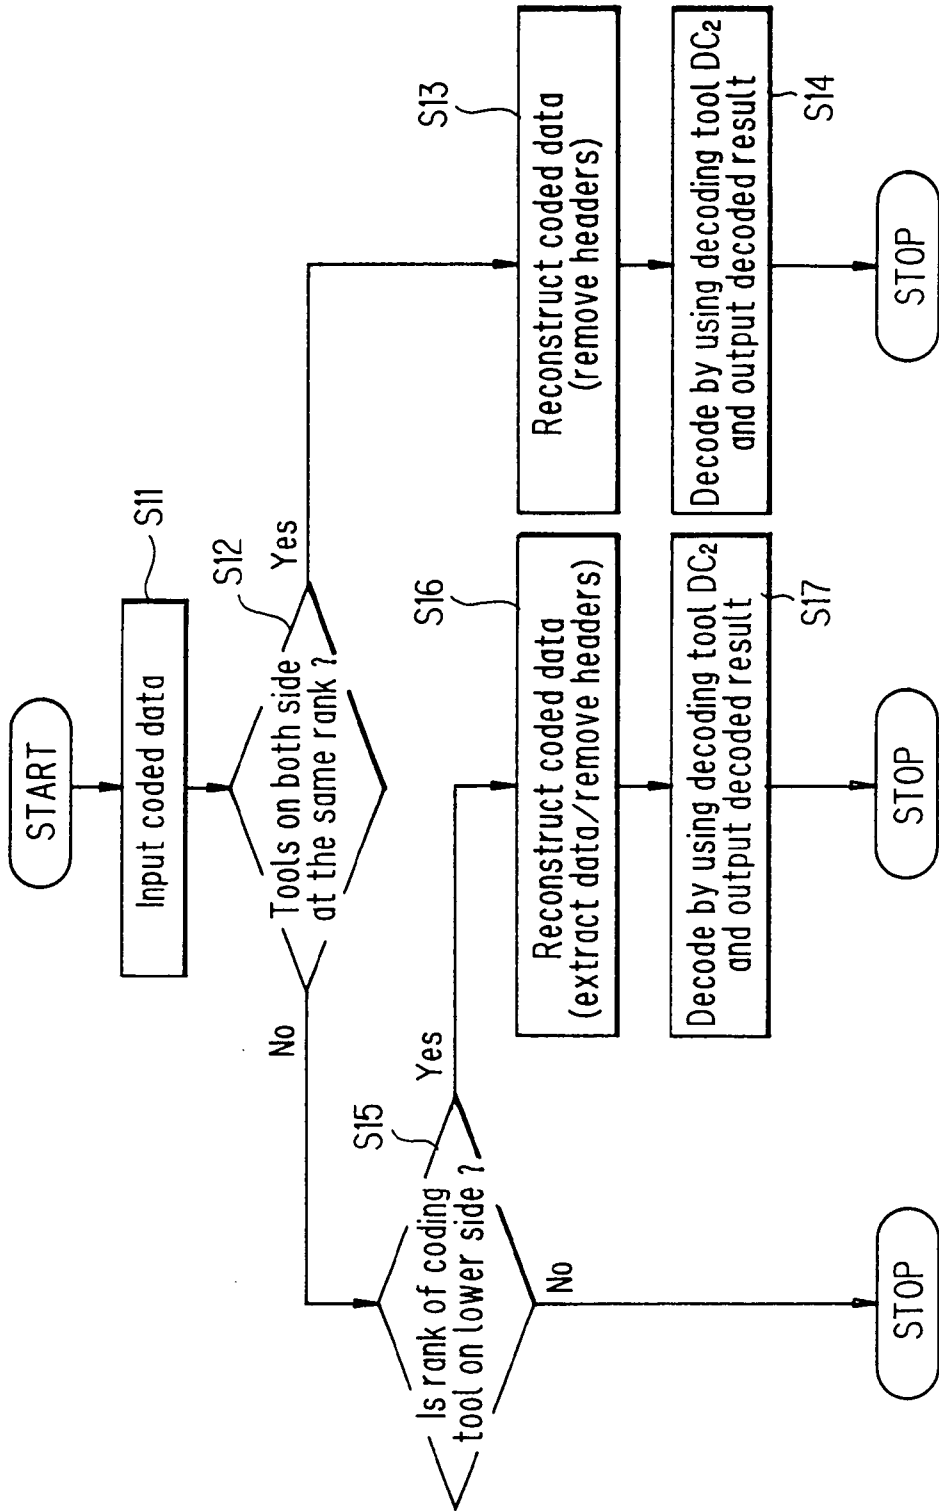 START
Input coded data
S11
Tools on both side
at the same rank ?
S12
Yes
No
Is rank of coding
tool on lower side ?
S15
Yes
No
Reconstruct coded data
(extract data/remove headers)
S16
Reconstruct coded data
(remove headers)
S13
Decode by using decoding tool DC₂
and output decoded result
S17
Decode by using decoding tool DC₂
and output decoded result
S14
STOP
STOP
STOP